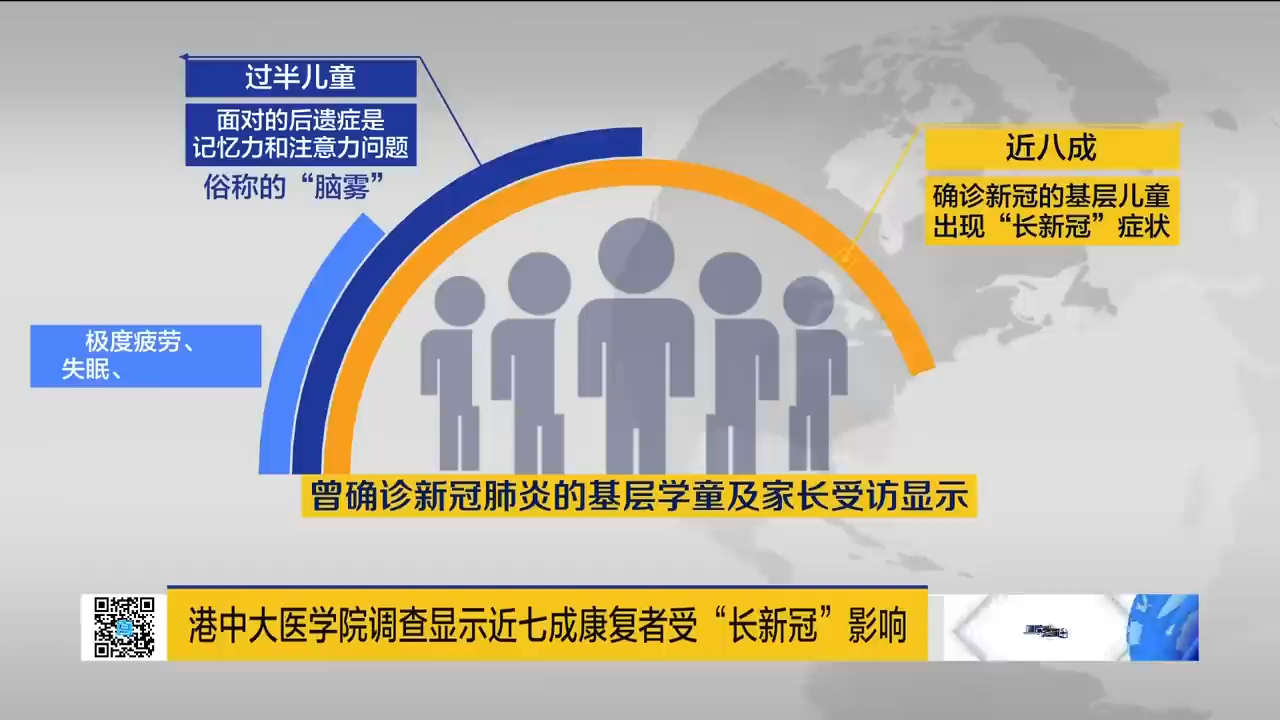 过半儿童
面对的后遗症是
记忆力和注意力问题
俗称的“脑雾”
近八成
确诊新冠的基层儿童
出现“长新冠”症状
极度疲劳、
失眠、
曾确诊新冠肺炎的基层学童及家长受访显示
港中大医学院调查显示近七成康复者受“长新冠”影响